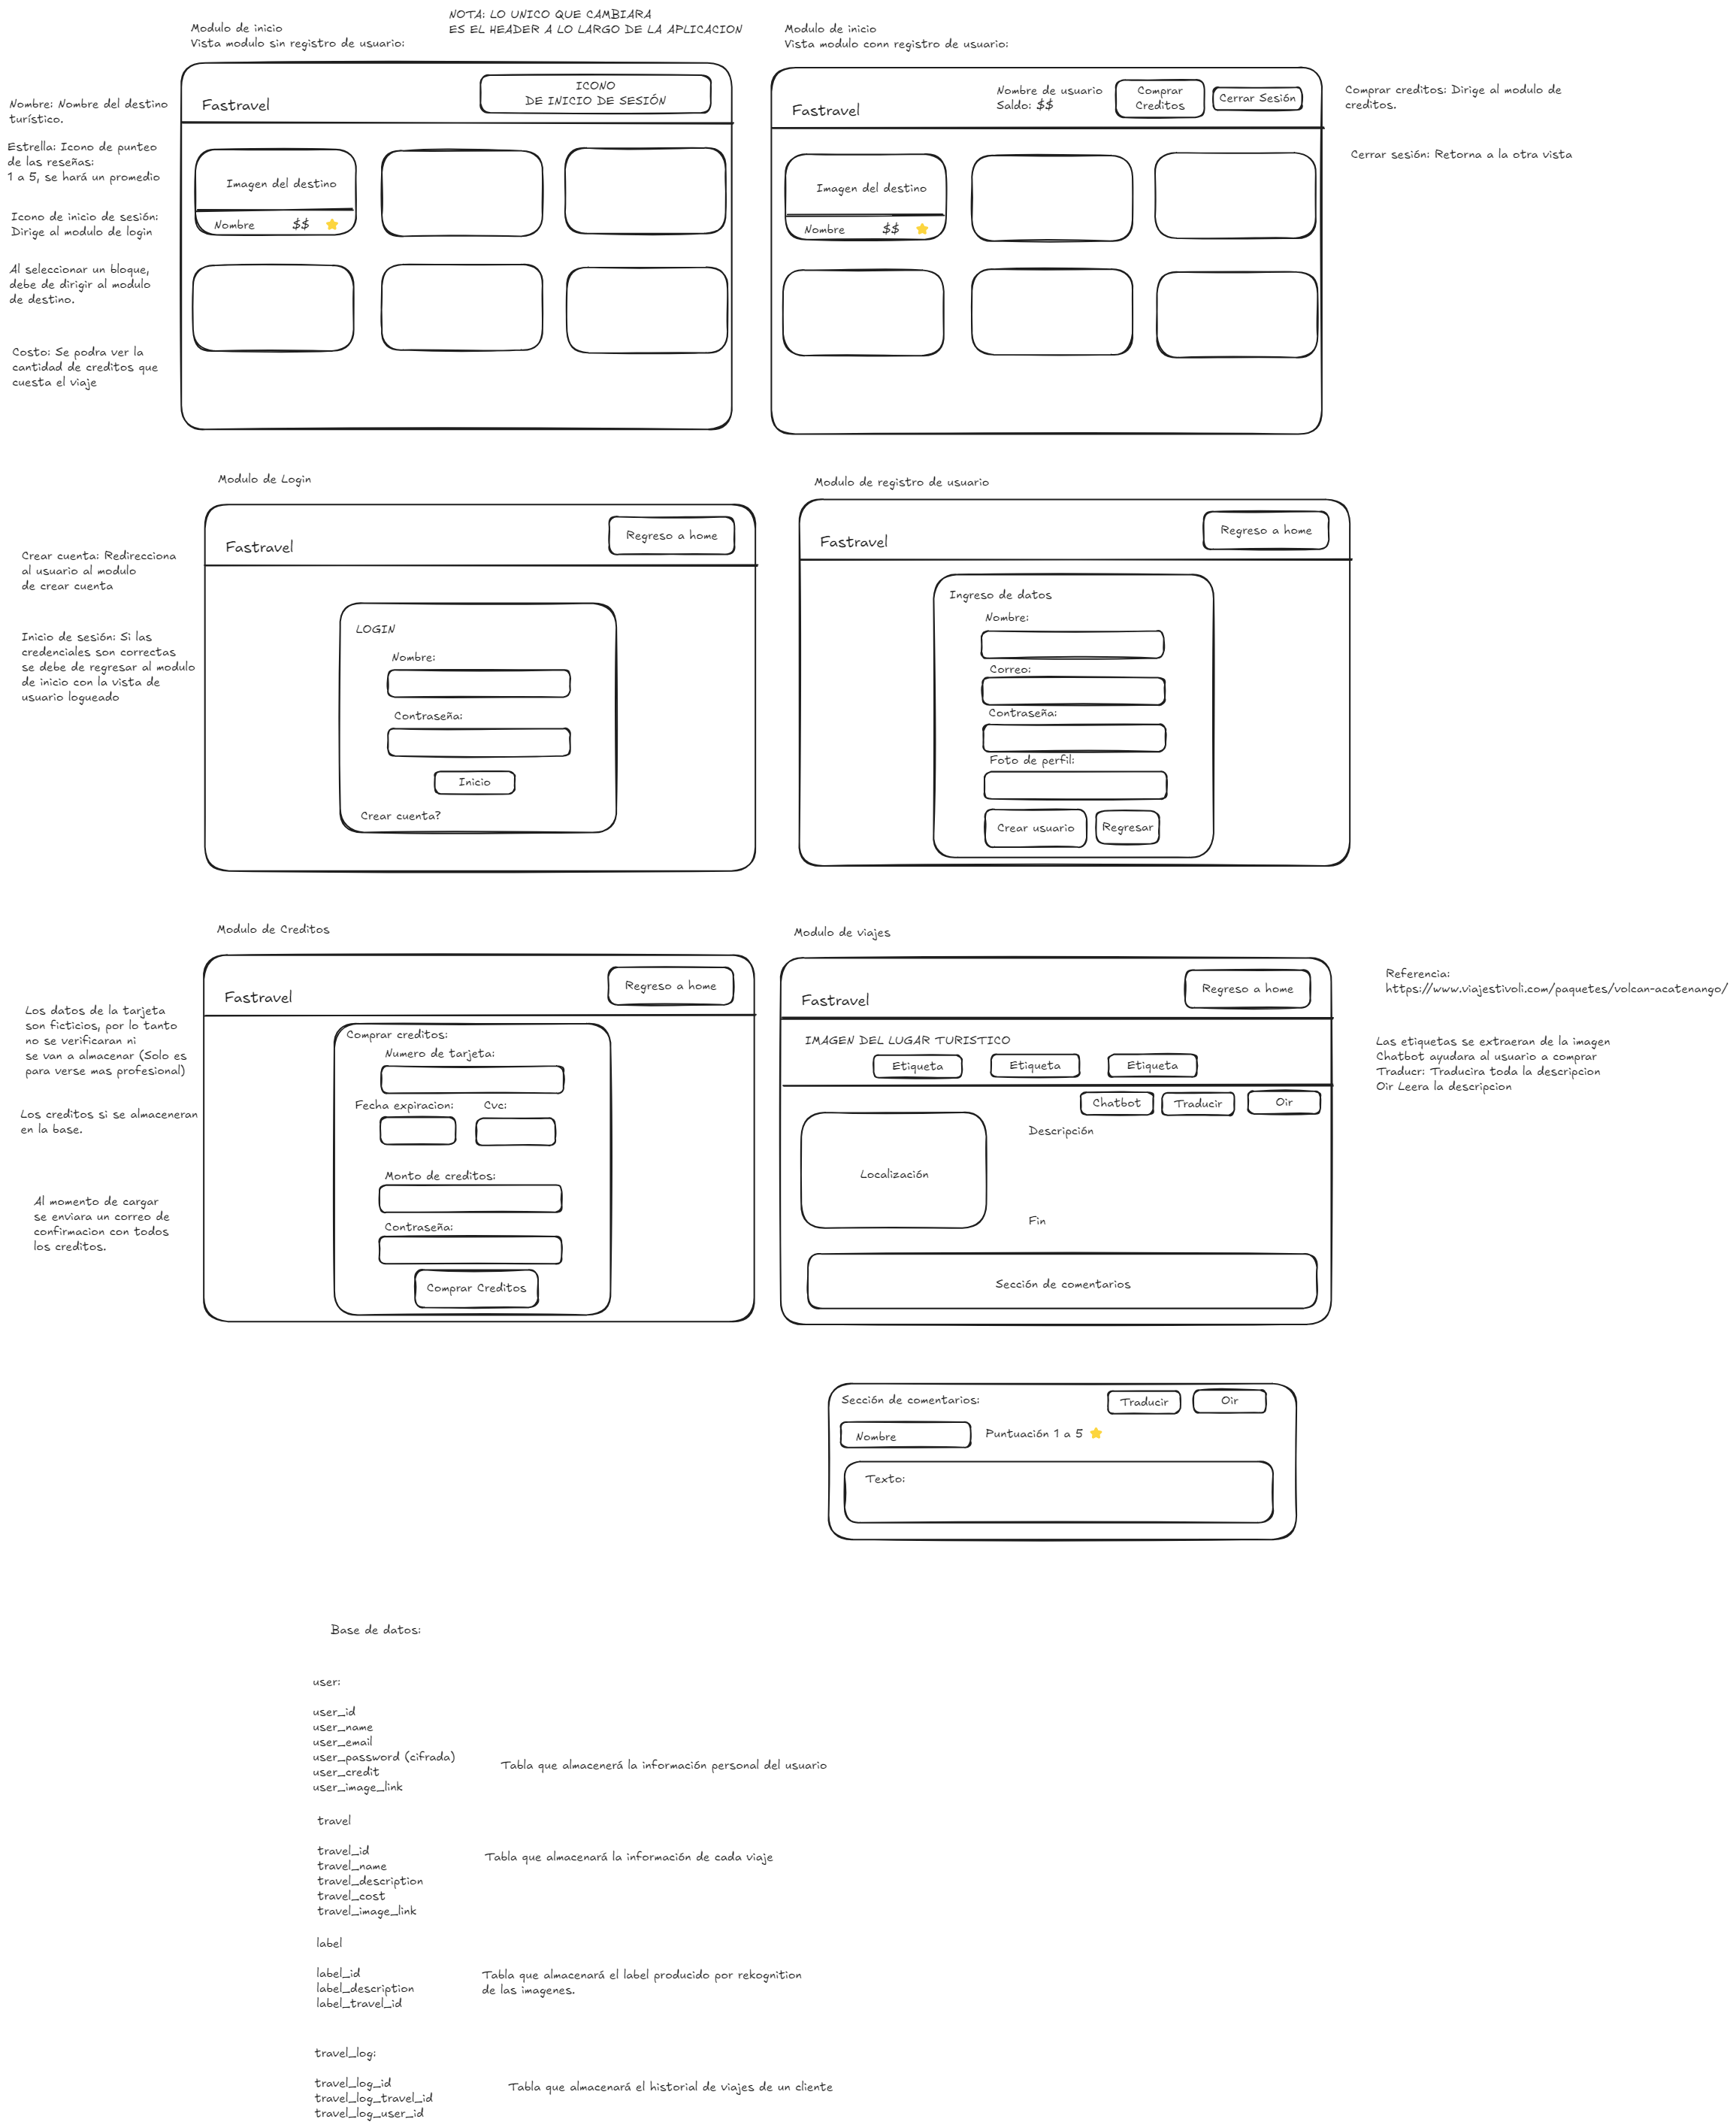 NOTA: LO UNICO QUE CAMBIARA
ES EL HEADER A LO LARGO DE LA APLICACION
Modulo de inicio
Vista modulo sin registro de usuario:
Fastravel
ICONO
DE INICIO DE SESIÓN
Imagen del destino
Nombre $$
Nombre: Nombre del destino
turístico.
Estrella: Icono de punteo
de las reseñas:
1 a 5, se hará un promedio
Icono de inicio de sesión:
Dirige al modulo de login
Al seleccionar un bloque,
debe de dirigir al modulo
de destino.
Costo: Se podra ver la
cantidad de creditos que
cuesta el viaje
Modulo de inicio
Vista modulo conn registro de usuario:
Fastravel
Nombre de usuario
Saldo: $$
Comprar
Creditos
Cerrar Sesión
Imagen del destino
Nombre $$
Comprar creditos: Dirige al modulo de
creditos.
Cerrar sesión: Retorna a la otra vista
Modulo de Login
Fastravel
Regreso a home
LOGIN
Nombre:
Contraseña:
Inicio
Crear cuenta?
Crear cuenta: Redirecciona
al usuario al modulo
de crear cuenta
Inicio de sesión: Si las
credenciales son correctas
se debe de regresar al modulo
de inicio con la vista de
usuario logueado
Modulo de registro de usuario
Fastravel
Regreso a home
Ingreso de datos
Nombre:
Correo:
Contraseña:
Foto de perfil:
Crear usuario
Regresar
Modulo de Creditos
Fastravel
Regreso a home
Comprar creditos:
Numero de tarjeta:
Fecha expiracion: Cvc:
Monto de creditos:
Contraseña:
Comprar Creditos
Los datos de la tarjeta
son ficticios, por lo tanto
no se verificaran ni
se van a almacenar (Solo es
para verse mas profesional)
Los creditos si se almaceneran
en la base.
Al momento de cargar
se enviara un correo de
confirmacion con todos
los creditos.
Modulo de viajes
Fastravel
Regreso a home
IMAGEN DEL LUGAR TURISTICO
Etiqueta Etiqueta Etiqueta
Chatbot Traducir Oir
Descripción
Localización
Fin
Sección de comentarios
Referencia:
https://www.viajestivoli.com/paquetes/volcan-acatenango/
Las etiquetas se extraeran de la imagen
Chatbot ayudara al usuario a comprar
Traducr: Traducira toda la descripcion
Oir Leera la descripcion
Sección de comentarios:
Traducir Oir
Nombre
Puntuación 1 a 5
Texto:
Base de datos:
user:
user_id
user_name
user_email
user_password (cifrada)
user_credit
user_image_link
Tabla que almacenerá la información personal del usuario
travel
travel_id
travel_name
travel_description
travel_cost
travel_image_link
Tabla que almacenará la información de cada viaje
label
label_id
label_description
label_travel_id
Tabla que almacenará el label producido por rekognition
de las imagenes.
travel_log:
travel_log_id
travel_log_travel_id
travel_log_user_id
Tabla que almacenará el historial de viajes de un cliente